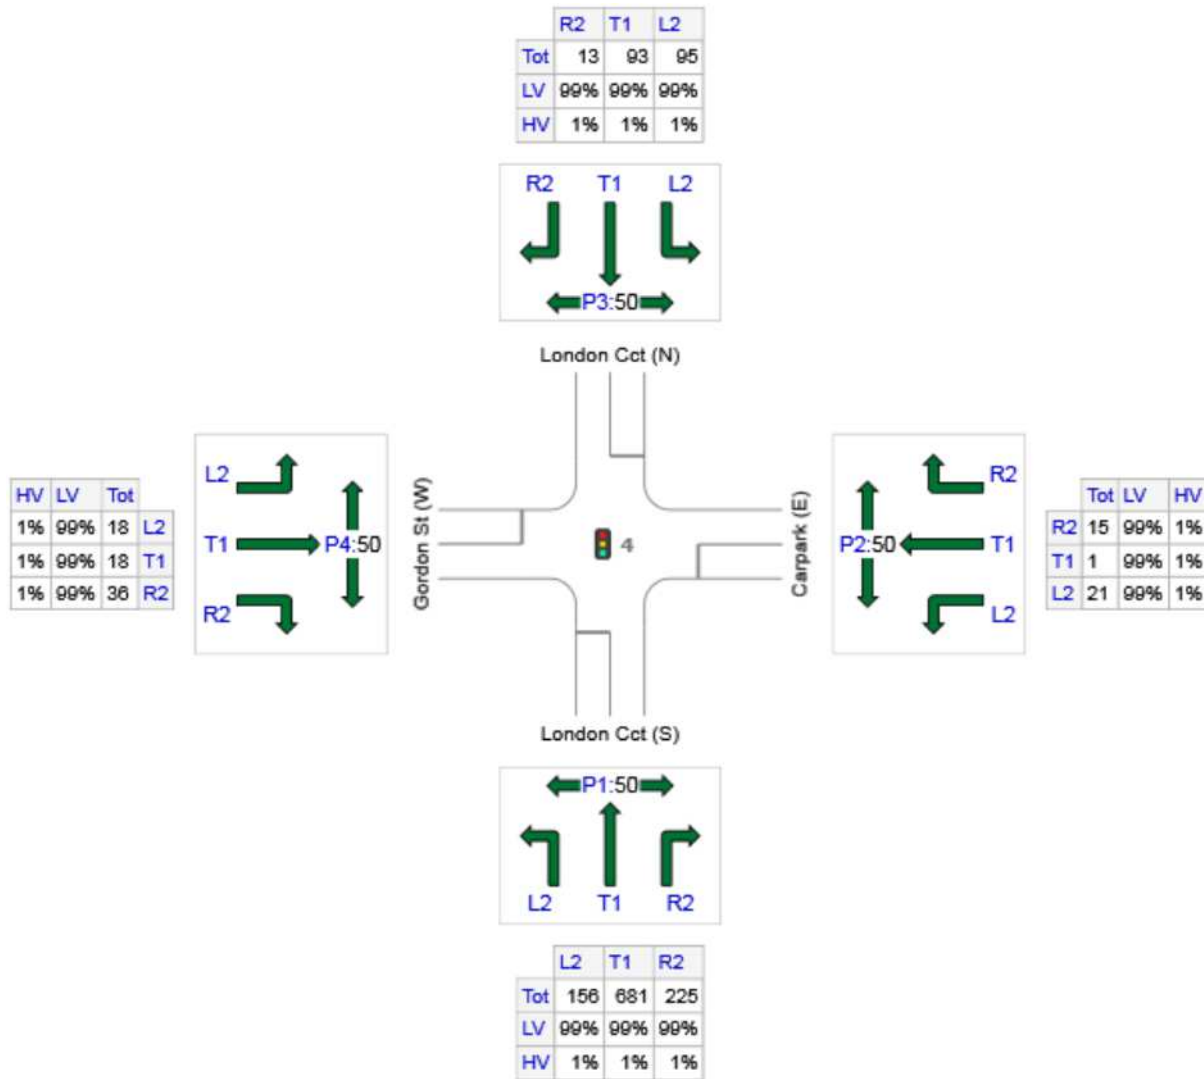 R2 T1 L2
Tot 13 93 95
LV 99% 99% 99%
HV 1% 1% 1%
R2 T1 L2
P3:50
London Cct (N)
HV LV Tot
1% 99% 18 L2
1% 99% 18 T1
1% 99% 36 R2
L2
T1
R2
P4:50
Gordon St (W)
4
Carpark (E)
P2:50
R2
T1
L2
Tot LV HV
R2 15 99% 1%
T1 1 99% 1%
L2 21 99% 1%
London Cct (S)
P1:50
L2 T1 R2
L2 T1 R2
Tot 156 681 225
LV 99% 99% 99%
HV 1% 1% 1%